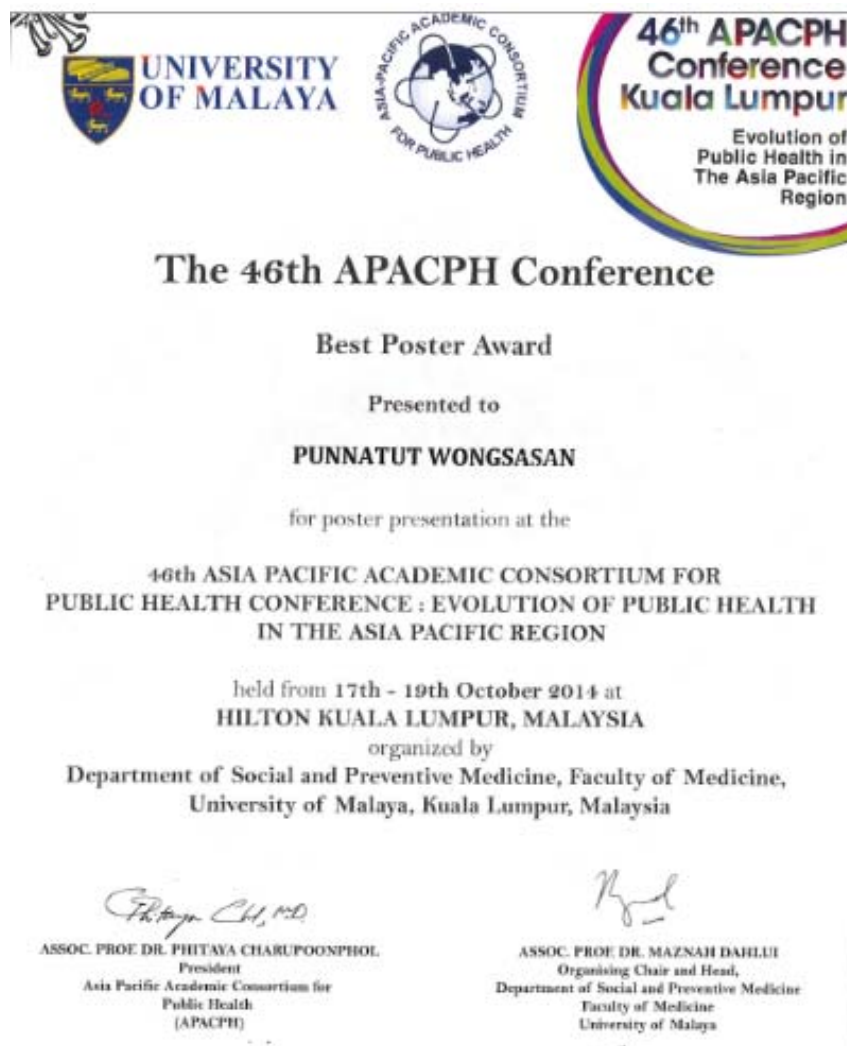 UNIVERSITY
OF MALAYA
ASIA-PACIFIC ACADEMIC CONSORTIUM
FOR PUBLIC HEALTH
46th APACPH
Conference
Kuala Lumpur
Evolution of
Public Health in
The Asia Pacific
Region
The 46th APACPH Conference
Best Poster Award
Presented to
PUNNATUT WONGSASAN
for poster presentation at the
46th ASIA PACIFIC ACADEMIC CONSORTIUM FOR
PUBLIC HEALTH CONFERENCE : EVOLUTION OF PUBLIC HEALTH
IN THE ASIA PACIFIC REGION
held from 17th - 19th October 2014 at
HILTON KUALA LUMPUR, MALAYSIA
organized by
Department of Social and Preventive Medicine, Faculty of Medicine,
University of Malaya, Kuala Lumpur, Malaysia
ASSOC. PROF DR. PHITAYA CHARUPOONPHOL
President
Asia Pacific Academic Consortium for
Public Health
(APACPH)
ASSOC. PROF DR. MAZNAH DAHLUI
Organising Chair and Head,
Department of Social and Preventive Medicine
Faculty of Medicine
University of Malaya